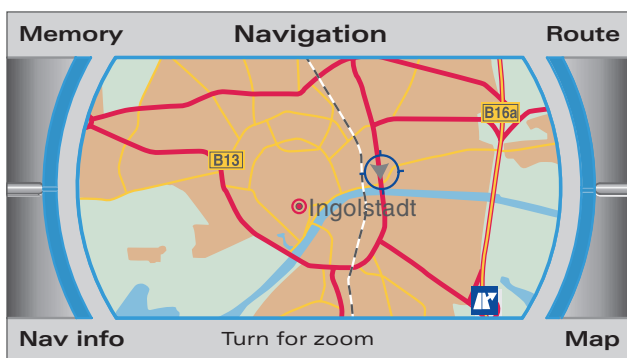 Memory
Navigation
Route
B16a
B13
Ingolstadt
Nav info
Turn for zoom
Map